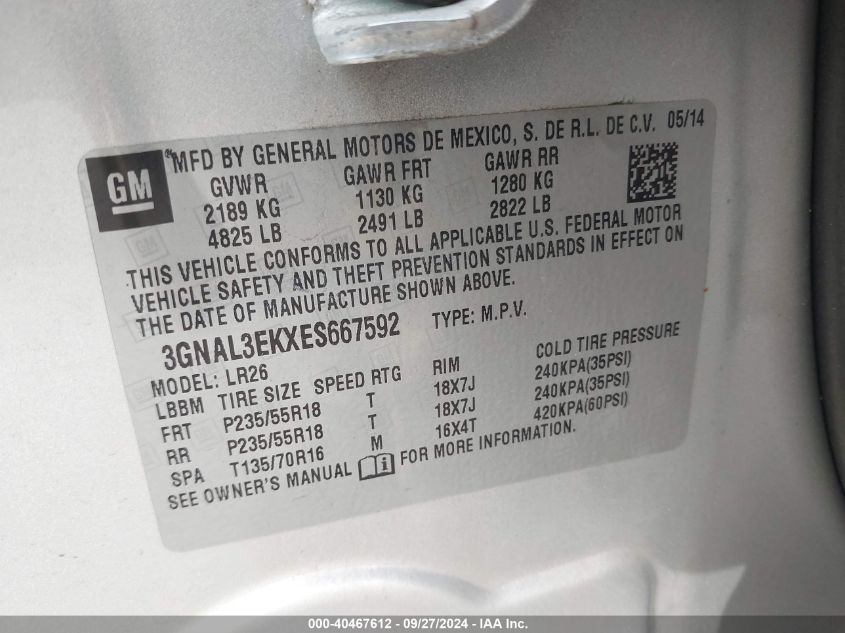 GM
MFD BY GENERAL MOTORS DE MEXICO, S. DE R.L. DE C.V. 05/14
GVWR GAWR FRT GAWR RR
2189 KG 1130 KG 1280 KG
4825 LB 2491 LB 2822 LB
THIS VEHICLE CONFORMS TO ALL APPLICABLE U.S. FEDERAL MOTOR
VEHICLE SAFETY AND THEFT PREVENTION STANDARDS IN EFFECT ON
THE DATE OF MANUFACTURE SHOWN ABOVE.
3GNAL3EKXES667592 TYPE: M.P.V.
MODEL: LR26
LBBM TIRE SIZE SPEED RTG RIM COLD TIRE PRESSURE
FRT P235/55R18 T 18X7J 240KPA(35PSI)
RR P235/55R18 T 18X7J 240KPA(35PSI)
SPA T135/70R16 M 16X4T 420KPA(60PSI)
SEE OWNER'S MANUAL FOR MORE INFORMATION.
000-40467612 - 09/27/2024 - IAA Inc.